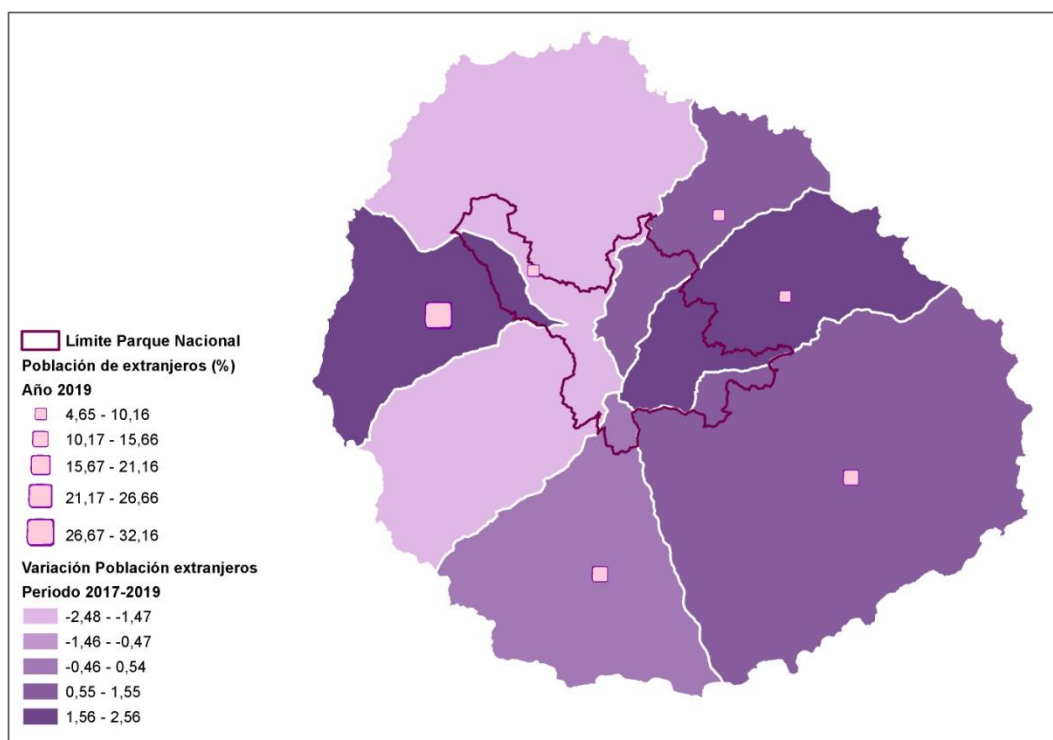 Límite Parque Nacional
Población de extranjeros (%)
Año 2019
4,65 - 10,16
10,17 - 15,66
15,67 - 21,16
21,17 - 26,66
26,67 - 32,16
Variación Población extranjeros
Periodo 2017-2019
-2,48 - -1,47
-1,46 - -0,47
-0,46 - 0,54
0,55 - 1,55
1,56 - 2,56